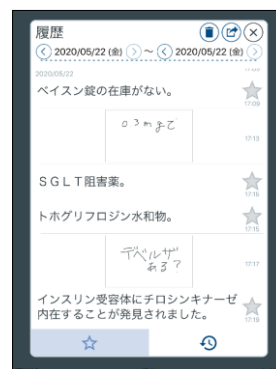 履歴
2020/05/22 (金) ~ 2020/05/22 (金)
2020/05/22
17:09
ベイスン錠の在庫がない。
17:09
03mgで
17:13
SGLT阻害薬。
17:15
トホグリフロジン水和物。
17:15
デベルザ
ある?
17:17
インスリン受容体にチロシンキナーゼ
内在することが発見されました。
17:19